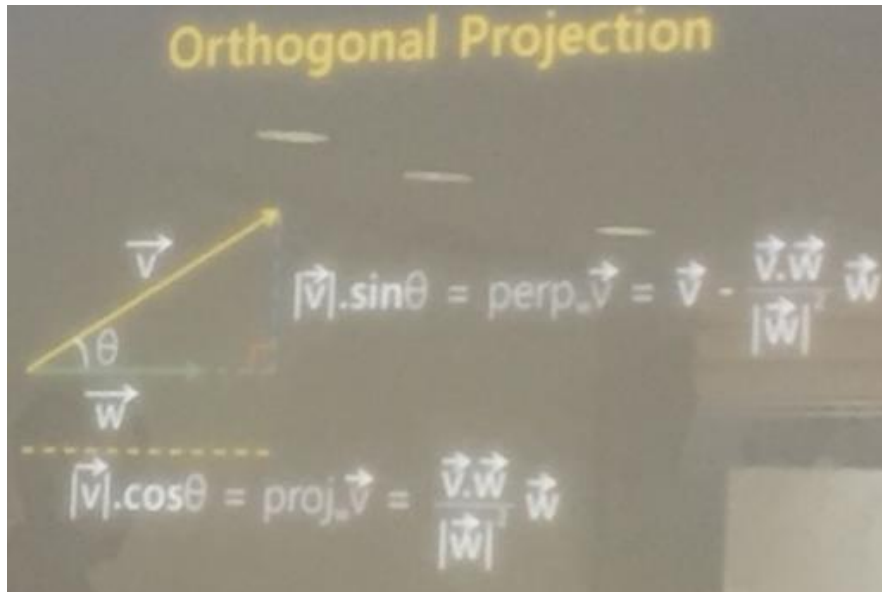 Orthogonal Projection
v⃗
|v⃗|.sinθ = perp_w v⃗ = v⃗ - (v⃗.w⃗ / |w⃗|²) w⃗
θ
w⃗
|v⃗|.cosθ = proj_w v⃗ = (v⃗.w⃗ / |w⃗|²) w⃗